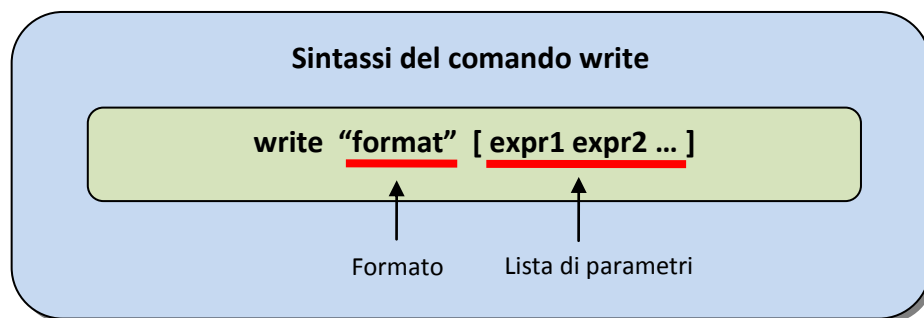 Sintassi del comando write
write “format” [ expr1 expr2 … ]
Formato Lista di parametri